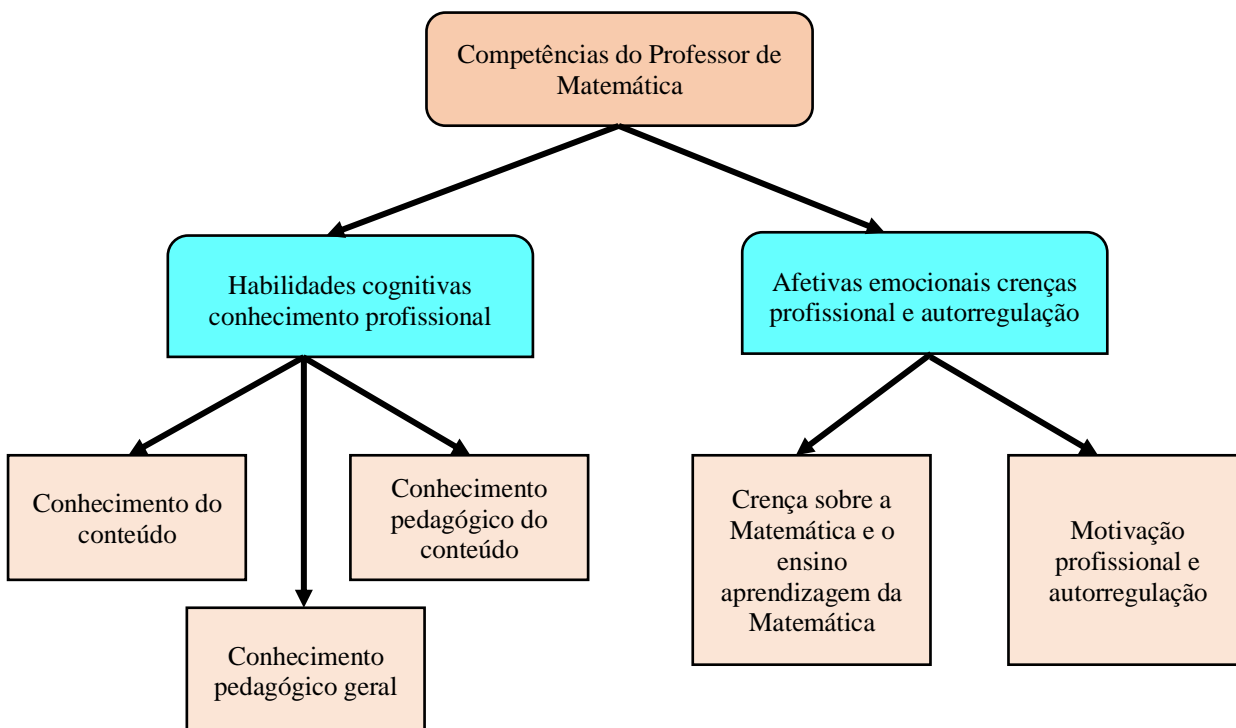 Competências do Professor de
Matemática
Habilidades cognitivas
conhecimento profissional
Afetivas emocionais crenças
profissional e autorregulação
Conhecimento do
conteúdo
Conhecimento
pedagógico do
conteúdo
Conhecimento
pedagógico geral
Crença sobre a
Matemática e o
ensino
aprendizagem da
Matemática
Motivação
profissional e
autorregulação